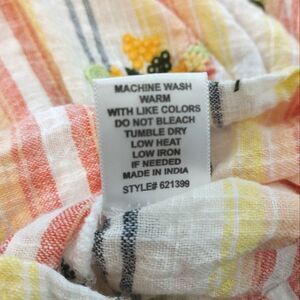 MACHINE WASH
WARM
WITH LIKE COLORS
DO NOT BLEACH
TUMBLE DRY
LOW HEAT
LOW IRON
IF NEEDED
MADE IN INDIA
STYLE# 621399